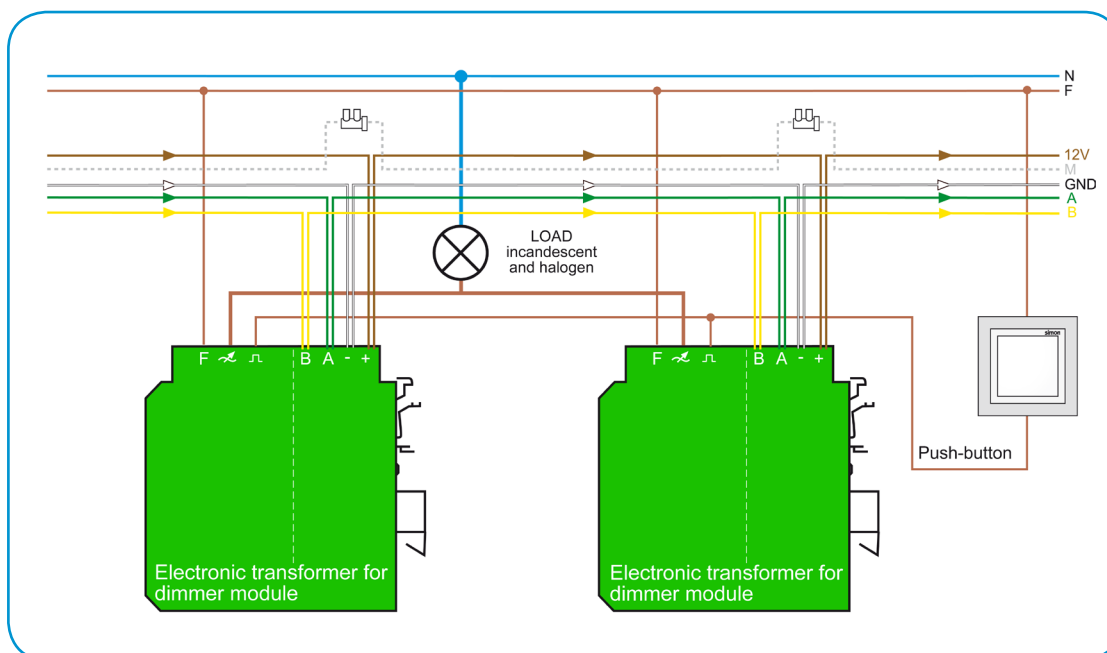 N
F
12V
M
GND
A
B
LOAD
incandescent
and halogen
simon
F B A - +
F B A - +
Push-button
Electronic transformer for
dimmer module
Electronic transformer for
dimmer module